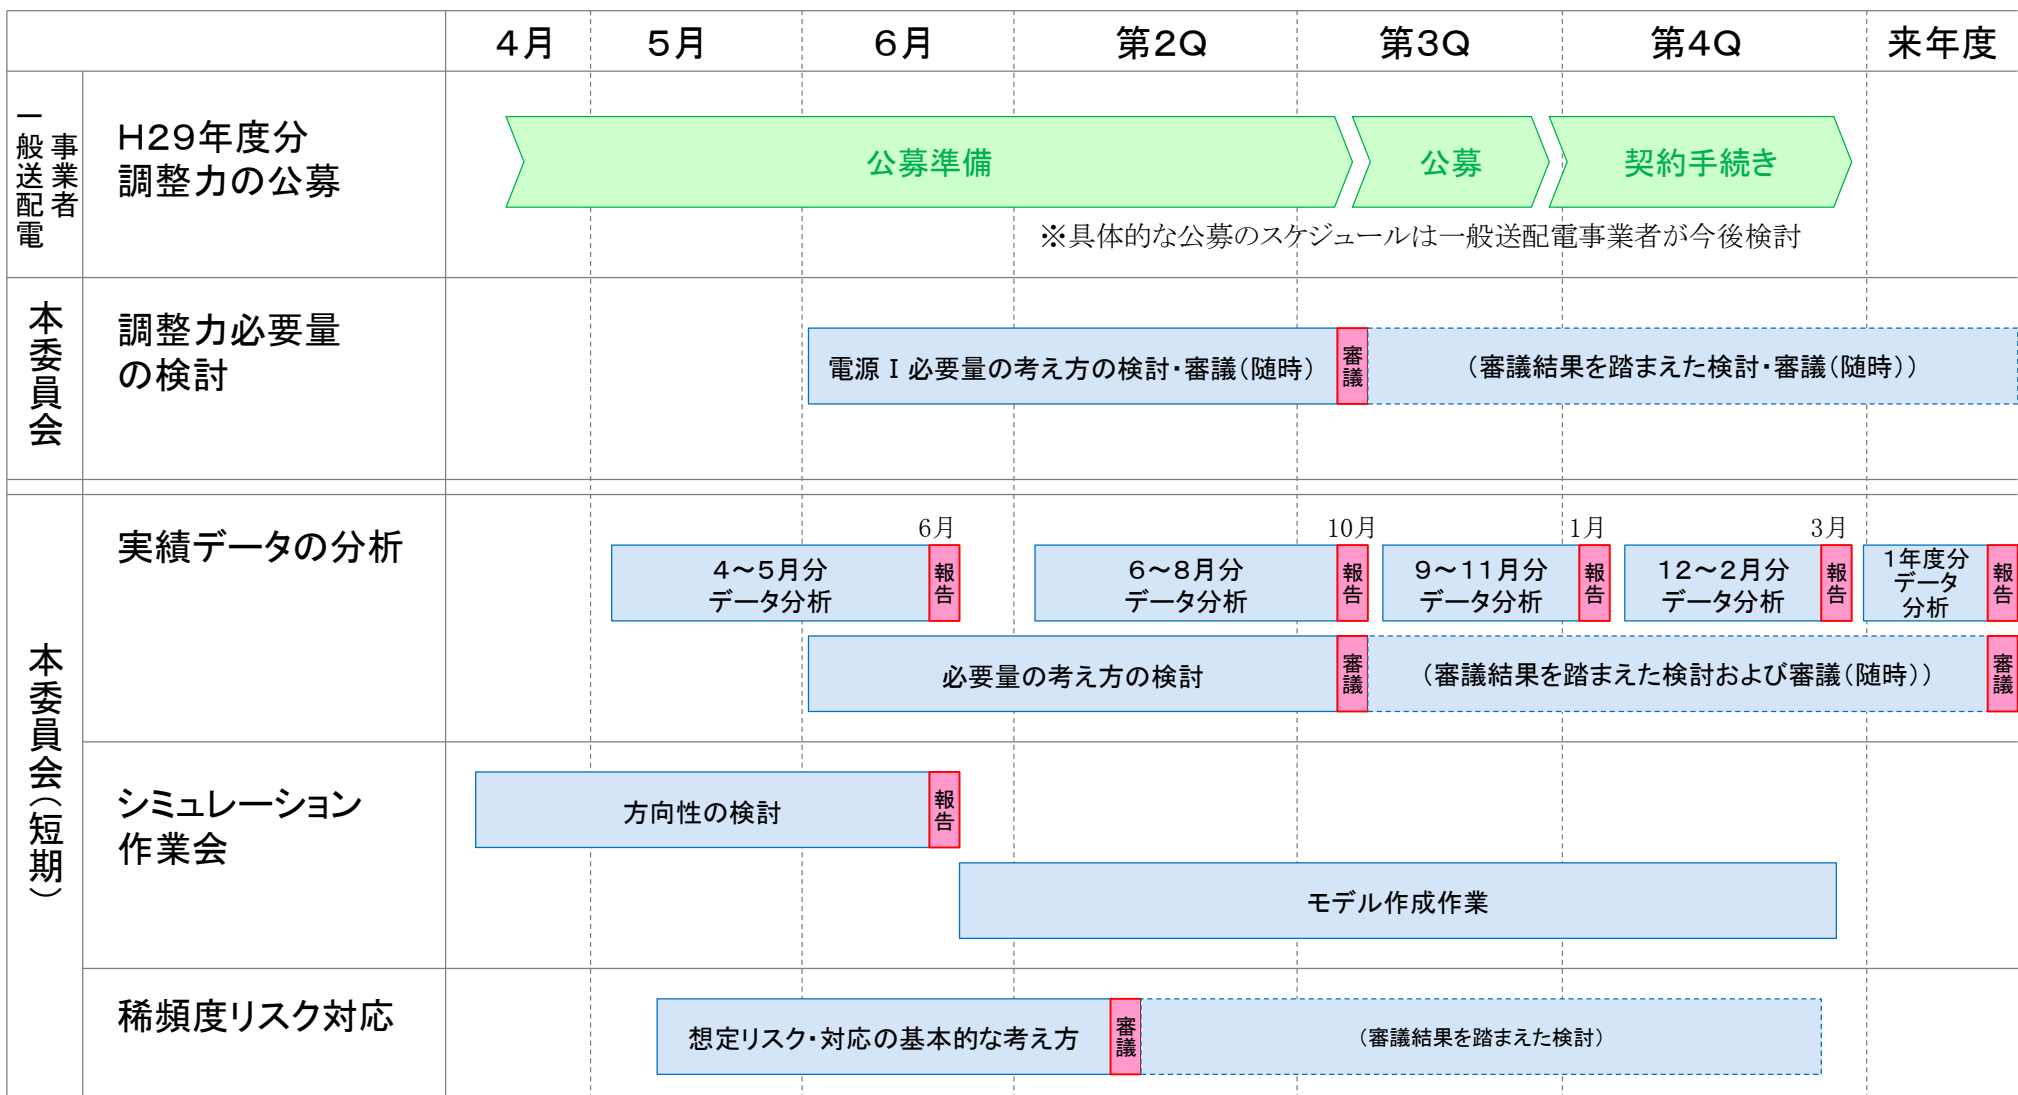 4月 5月 6月 第2Q 第3Q 第4Q 来年度
一般送配電
事業者
H29年度分
調整力の公募
公募準備
公募
契約手続き
※具体的な公募のスケジュールは一般送配電事業者が今後検討
本委員会
調整力必要量
の検討
電源Ⅰ必要量の考え方の検討・審議（随時）
審議
（審議結果を踏まえた検討・審議（随時））
本委員会（短期）
実績データの分析
6月
10月
1月
3月
4～5月分
データ分析
報告
6～8月分
データ分析
報告
9～11月分
データ分析
報告
12～2月分
データ分析
報告
1年度分
データ
分析
報告
必要量の考え方の検討
審議
（審議結果を踏まえた検討および審議（随時））
審議
シミュレーション
作業会
方向性の検討
報告
モデル作成作業
稀頻度リスク対応
想定リスク・対応の基本的な考え方
審議
（審議結果を踏まえた検討）